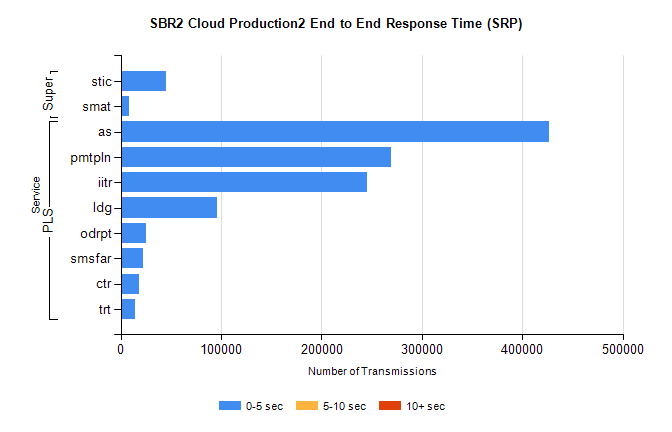 SBR2 Cloud Production2 End to End Response Time (SRP)
Super
stic
smat
Service
PLS
as
pmtpln
iitr
ldg
odrpt
smsfar
ctr
trt
0 100000 200000 300000 400000 500000
Number of Transmissions
0-5 sec 5-10 sec 10+ sec